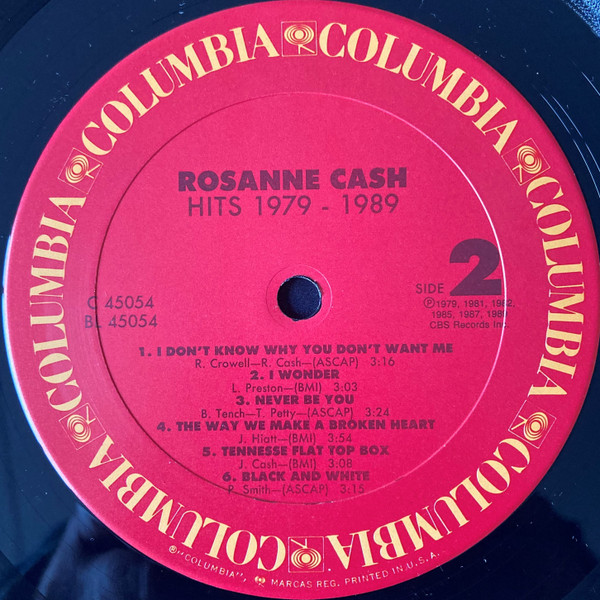 COLUMBIA COLUMBIA COLUMBIA COLUMBIA COLUMBIA COLUMBIA COLUMBIA COLUMBIA
ROSANNE CASH
HITS 1979 - 1989
C 45054
BL 45054
SIDE 2
Ⓟ1979, 1981, 1982,
1985, 1987, 1989
CBS Records Inc.
1. I DON'T KNOW WHY YOU DON'T WANT ME
R. Crowell—R. Cash—(ASCAP) 3:16
2. I WONDER
L. Preston—(BMI) 3:03
3. NEVER BE YOU
B. Tench—T. Petty—(ASCAP) 3:24
4. THE WAY WE MAKE A BROKEN HEART
J. Hiatt—(BMI) 3:54
5. TENNESSE FLAT TOP BOX
J. Cash—(BMI) 3:08
6. BLACK AND WHITE
R. Smith—(ASCAP) 3:15
®"COLUMBIA", MARCAS REG. PRINTED IN U.S.A.